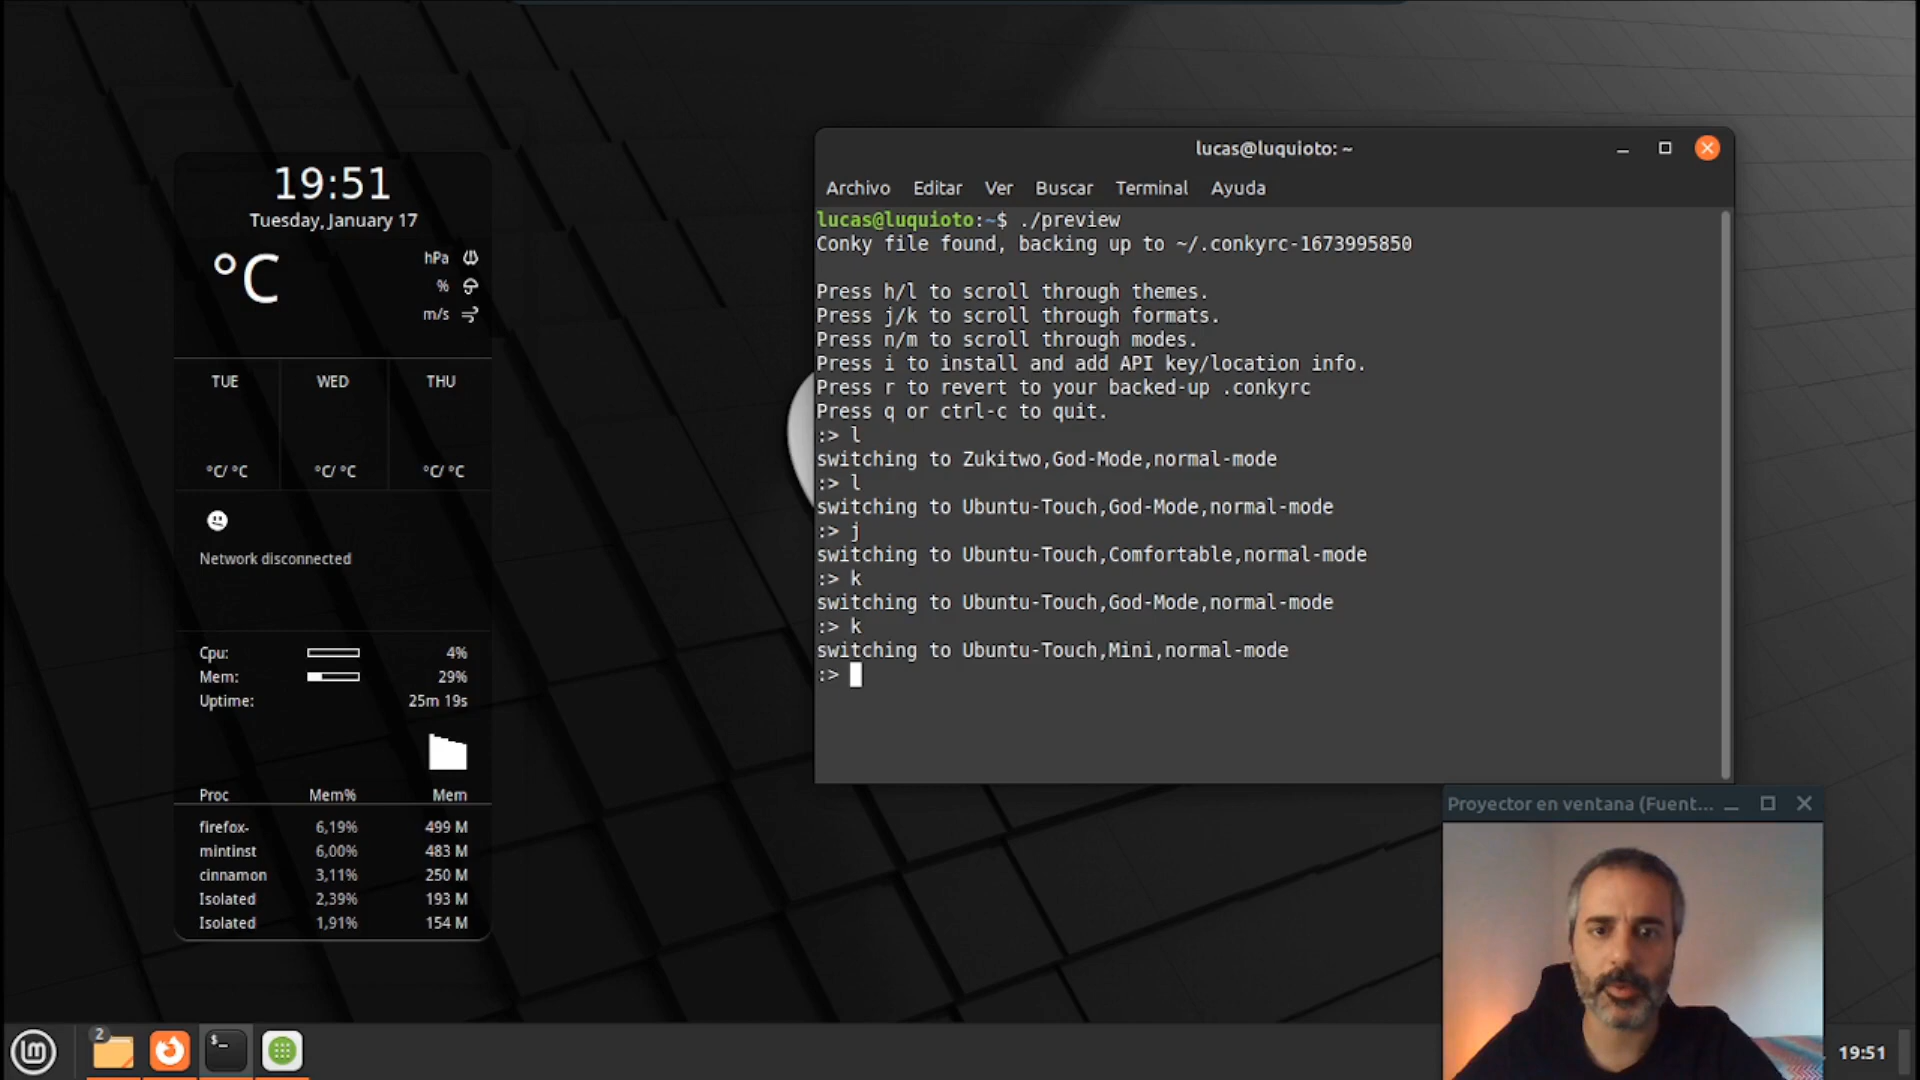 19:51
Tuesday, January 17
°C
hPa
%
m/s
TUE WED THU
°C/ °C °C/ °C °C/ °C
Network disconnected
Cpu: 4%
Mem: 29%
Uptime: 25m 19s
Proc Mem% Mem
firefox- 6,19% 499 M
mintinst 6,00% 483 M
cinnamon 3,11% 250 M
Isolated 2,39% 193 M
Isolated 1,91% 154 M
lucas@luquioto: ~
Archivo Editar Ver Buscar Terminal Ayuda
lucas@luquioto:~$ ./preview
Conky file found, backing up to ~/.conkyrc-1673995850
Press h/l to scroll through themes.
Press j/k to scroll through formats.
Press n/m to scroll through modes.
Press i to install and add API key/location info.
Press r to revert to your backed-up .conkyrc
Press q or ctrl-c to quit.
:> l
switching to Zukitwo,God-Mode,normal-mode
:> l
switching to Ubuntu-Touch,God-Mode,normal-mode
:> j
switching to Ubuntu-Touch,Comfortable,normal-mode
:> k
switching to Ubuntu-Touch,God-Mode,normal-mode
:> k
switching to Ubuntu-Touch,Mini,normal-mode
:>
Proyector en ventana (Fuent...
2
$_
19:51